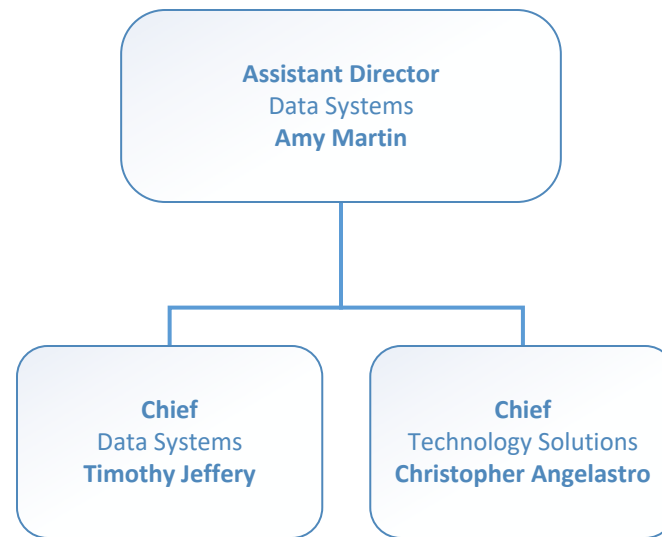 Assistant Director
Data Systems
Amy Martin
Chief
Data Systems
Timothy Jeffery
Chief
Technology Solutions
Christopher Angelastro